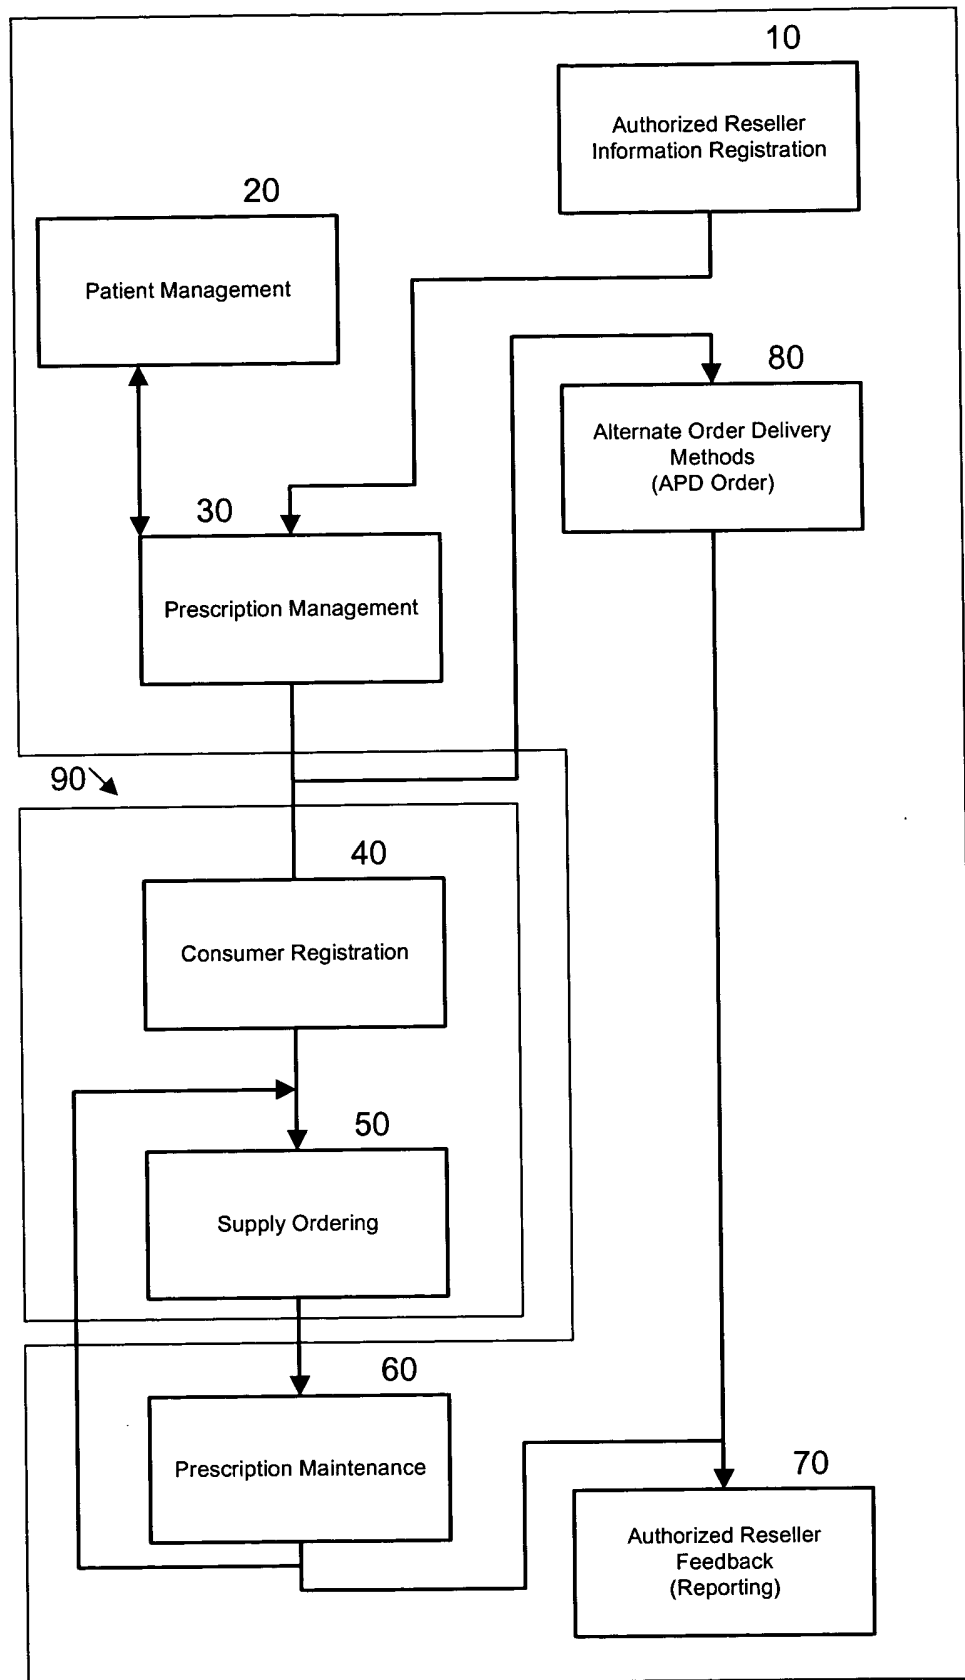 10
Authorized Reseller
Information Registration
20
Patient Management
80
Alternate Order Delivery
Methods
(APD Order)
30
Prescription Management
90
40
Consumer Registration
50
Supply Ordering
60
Prescription Maintenance
70
Authorized Reseller
Feedback
(Reporting)